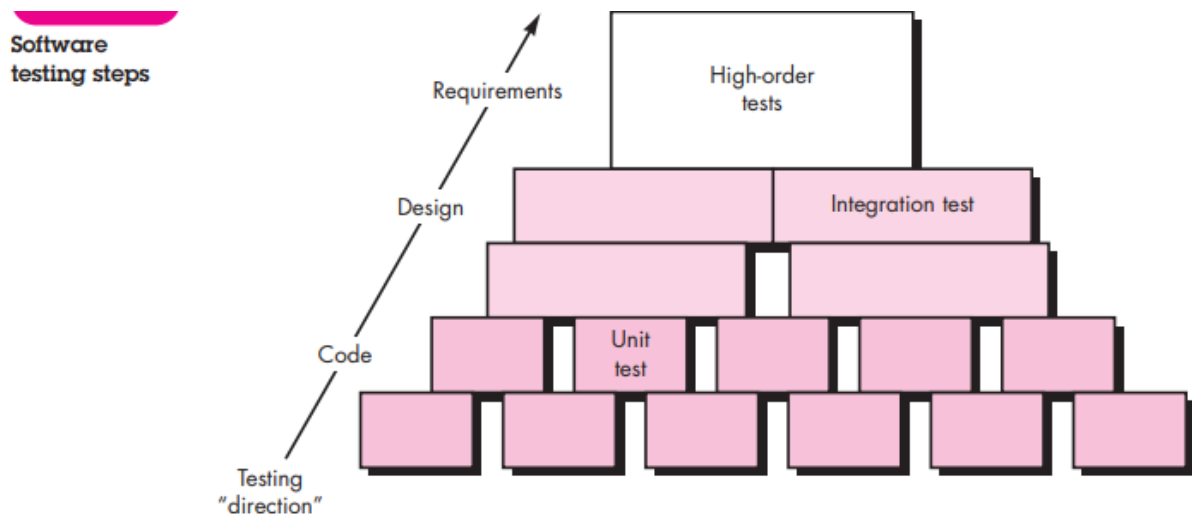 Software
testing steps
Requirements
High-order
tests
Design
Integration test
Code
Unit
test
Testing
“direction”